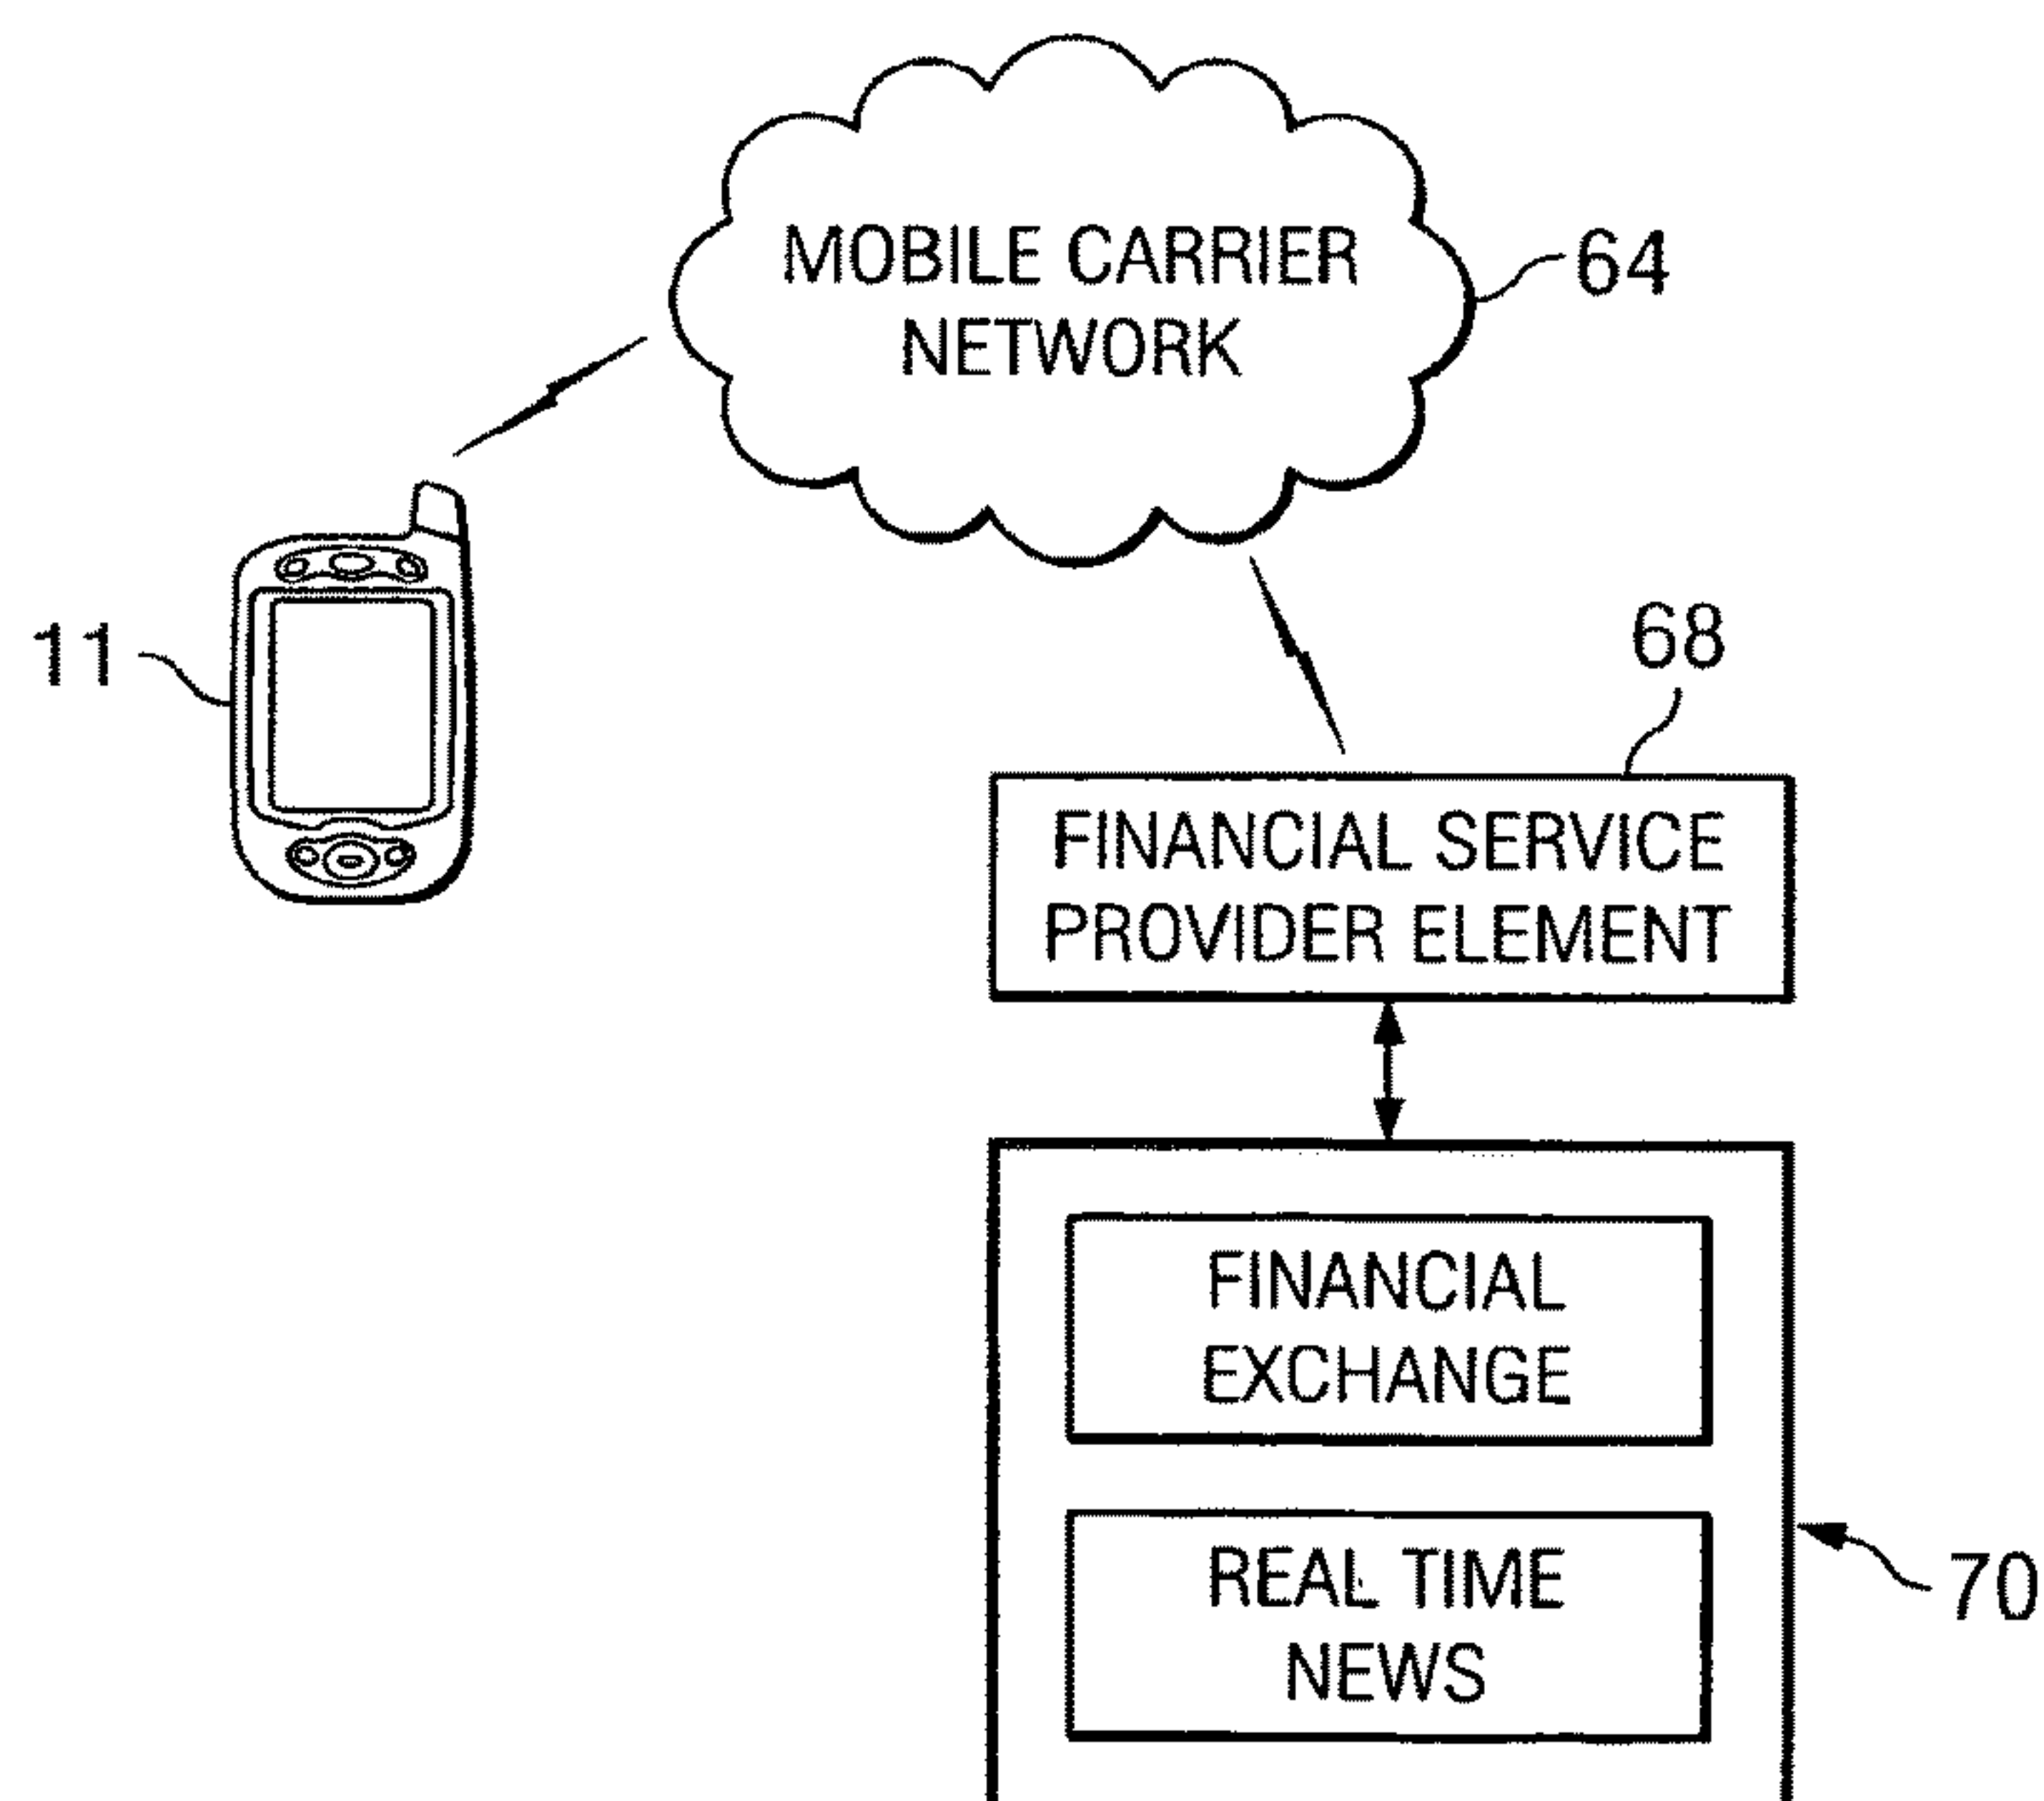 MOBILE CARRIER
NETWORK
64
11
68
FINANCIAL SERVICE
PROVIDER ELEMENT
FINANCIAL
EXCHANGE
REAL TIME
NEWS
70